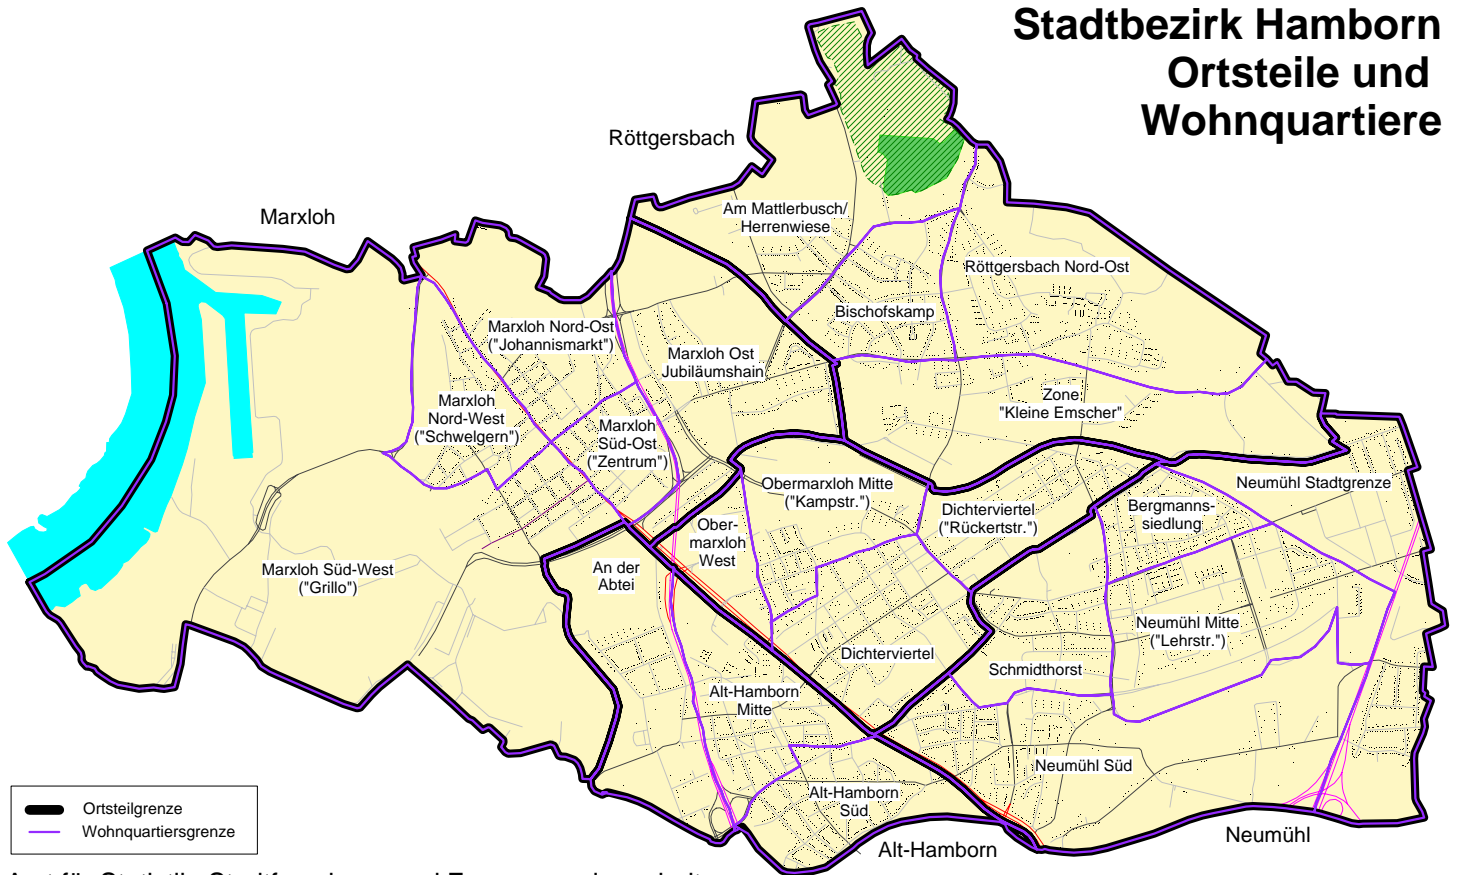 Stadtbezirk Hamborn
Ortsteile und
Wohnquartiere
Röttgersbach
Marxloh
Am Mattlerbusch/
Herrenwiese
Röttgersbach Nord-Ost
Bischofskamp
Marxloh Nord-Ost
("Johannismarkt")
Marxloh Ost
Jubiläumshain
Marxloh
Nord-West
("Schwelgern")
Marxloh
Süd-Ost
("Zentrum")
Zone
"Kleine Emscher"
Obermarxloh Mitte
("Kampstr.")
Neumühl Stadtgrenze
Dichterviertel
("Rückertstr.")
Bergmanns-
siedlung
Ober-
marxloh
West
An der
Abtei
Marxloh Süd-West
("Grillo")
Neumühl Mitte
("Lehrstr.")
Dichterviertel
Schmidthorst
Alt-Hamborn
Mitte
Neumühl Süd
Alt-Hamborn
Süd
Neumühl
Alt-Hamborn
Ortsteilgrenze
Wohnquartiersgrenze